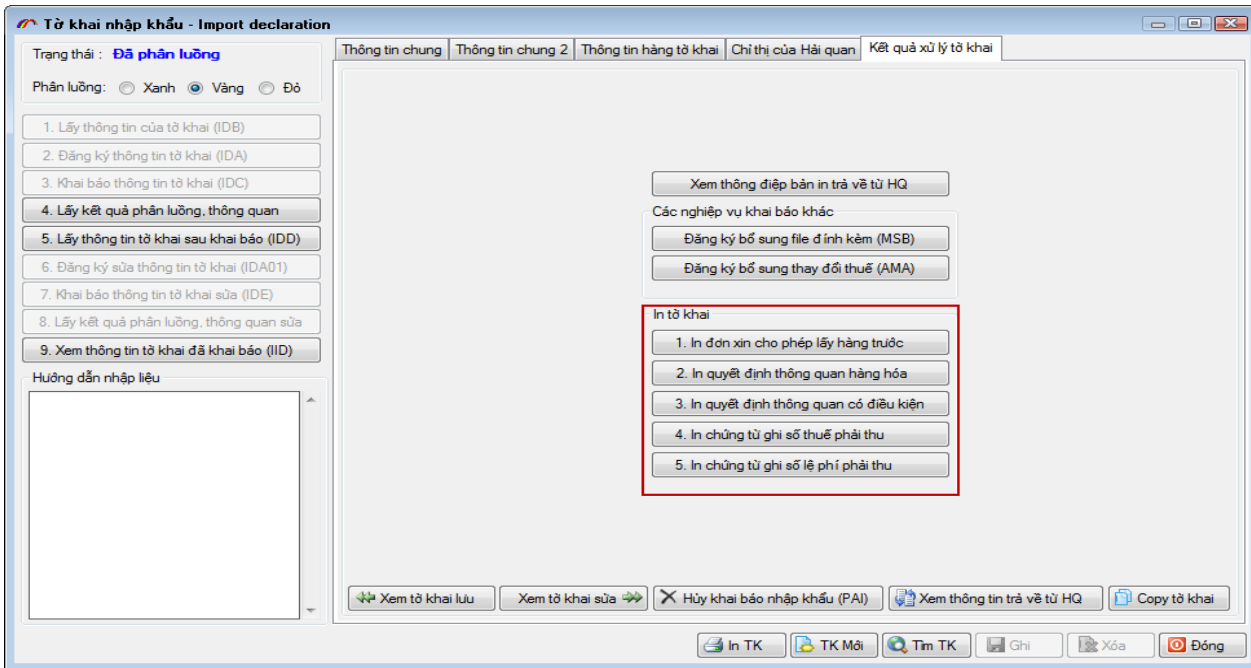 Tờ khai nhập khẩu - Import declaration
Trạng thái : Đã phân luồng
Phân luồng: Xanh Vàng Đỏ
1. Lấy thông tin của tờ khai (IDB)
2. Đăng ký thông tin tờ khai (IDA)
3. Khai báo thông tin tờ khai (IDC)
4. Lấy kết quả phân luồng, thông quan
5. Lấy thông tin tờ khai sau khai báo (IDD)
6. Đăng ký sửa thông tin tờ khai (IDA01)
7. Khai báo thông tin tờ khai sửa (IDE)
8. Lấy kết quả phân luồng, thông quan sửa
9. Xem thông tin tờ khai đã khai báo (IID)
Hướng dẫn nhập liệu
Thông tin chung Thông tin chung 2 Thông tin hàng tờ khai Chỉ thị của Hải quan Kết quả xử lý tờ khai
Xem thông điệp bản in trả về từ HQ
Các nghiệp vụ khai báo khác
Đăng ký bổ sung file đính kèm (MSB)
Đăng ký bổ sung thay đổi thuế (AMA)
In tờ khai
1. In đơn xin cho phép lấy hàng trước
2. In quyết định thông quan hàng hóa
3. In quyết định thông quan có điều kiện
4. In chứng từ ghi số thuế phải thu
5. In chứng từ ghi số lệ phí phải thu
Xem tờ khai lưu Xem tờ khai sửa Hủy khai báo nhập khẩu (PAI) Xem thông tin trả về từ HQ Copy tờ khai
In TK TK Mới Tìm TK Ghi Xóa Đóng